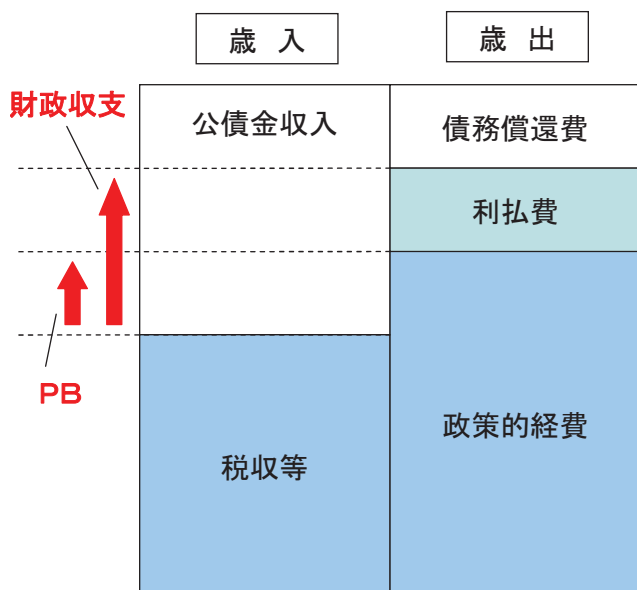 歳 入
歳 出
財政収支
公債金収入
債務償還費
利払費
PB
政策的経費
税収等